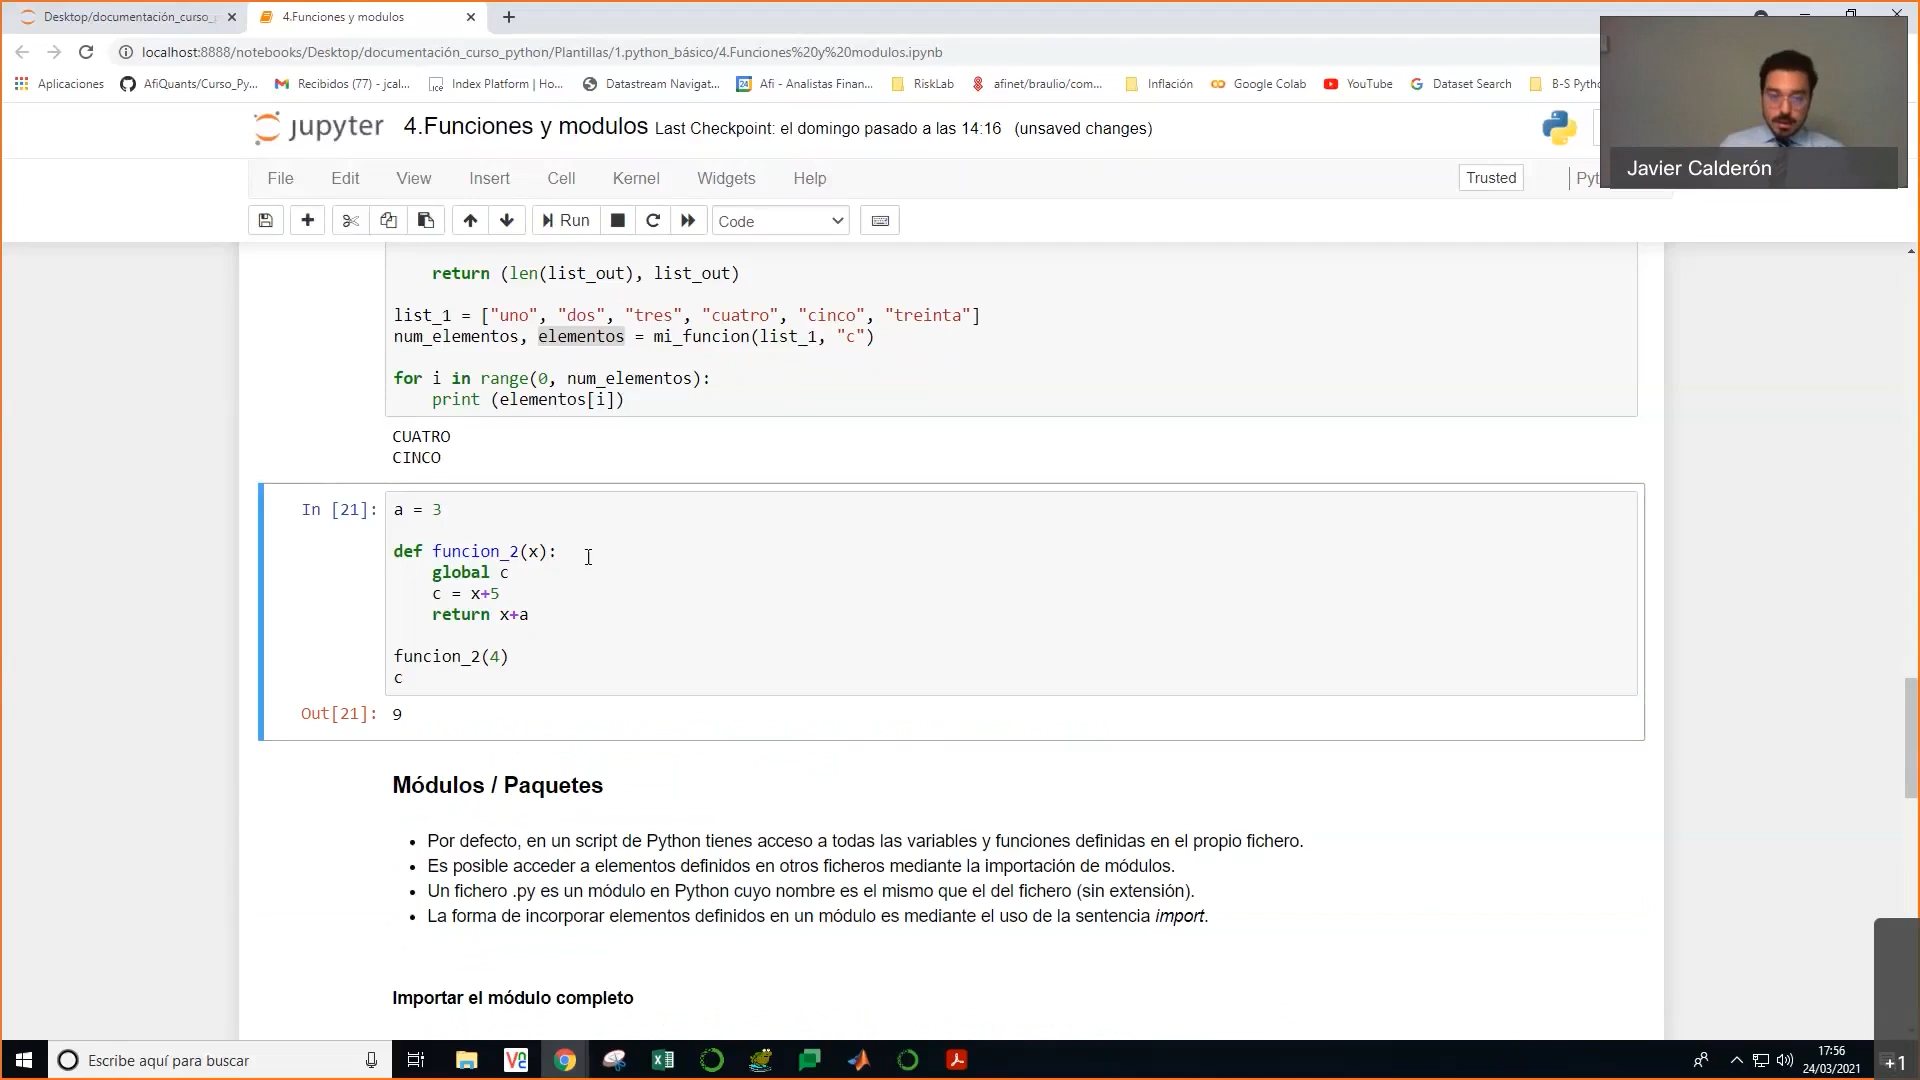 Desktop/documentación_curso_p
4.Funciones y modulos
localhost:8888/notebooks/Desktop/documentación_curso_python/Plantillas/1.python_básico/4.Funciones%20y%20modulos.ipynb
Aplicaciones
AfiQuants/Curso_Py...
Recibidos (77) - jcal...
Index Platform | Ho...
Datastream Navigat...
Afi - Analistas Finan...
RiskLab
afinet/braulio/com...
Inflación
Google Colab
YouTube
Dataset Search
B-S Pytho
Javier Calderón
jupyter 4.Funciones y modulos Last Checkpoint: el domingo pasado a las 14:16 (unsaved changes)
File Edit View Insert Cell Kernel Widgets Help Trusted Pyt
Run Code
return (len(list_out), list_out)
list_1 = ["uno", "dos", "tres", "cuatro", "cinco", "treinta"]
num_elementos, elementos = mi_funcion(list_1, "c")
for i in range(0, num_elementos):
print (elementos[i])
CUATRO
CINCO
In [21]: a = 3
def funcion_2(x):
global c
c = x+5
return x+a
funcion_2(4)
c
Out[21]: 9
Módulos / Paquetes
• Por defecto, en un script de Python tienes acceso a todas las variables y funciones definidas en el propio fichero.
• Es posible acceder a elementos definidos en otros ficheros mediante la importación de módulos.
• Un fichero .py es un módulo en Python cuyo nombre es el mismo que el del fichero (sin extensión).
• La forma de incorporar elementos definidos en un módulo es mediante el uso de la sentencia import.
Importar el módulo completo
Escribe aquí para buscar
17:56
24/03/2021
+1